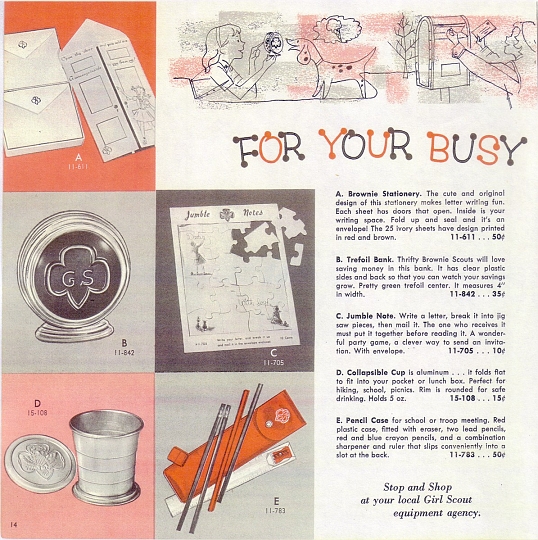 A
11-611
FOR YOUR BUSY
A. Brownie Stationery. The cute and original
design of this stationery makes letter writing fun.
Each sheet has doors that open. Inside is your
writing space. Fold up and seal and it's an
envelope! The 25 ivory sheets have design printed
in red and brown. 11-611 . . . 50¢
GS
B
11-842
Jumble Notes
C
11-705
B. Trefoil Bank. Thrifty Brownie Scouts will love
saving money in this bank. It has clear plastic
sides and back so that you can watch your savings
grow. Pretty green trefoil center. It measures 4"
in width. 11-842 . . . 35¢
C. Jumble Note. Write a letter, break it into jig
saw pieces, then mail it. The one who receives it
must put it together before reading it. A wonder-
ful party game, a clever way to send an invita-
tion. With envelope. 11-705 . . . 10¢
D
15-108
E
11-783
D. Collapsible Cup is aluminum . . . it folds flat
to fit into your pocket or lunch box. Perfect for
hiking, school, picnics. Rim is rounded for safe
drinking. Holds 5 oz. 15-108 . . . 15¢
E. Pencil Case for school or troop meeting. Red
plastic case, fitted with eraser, two lead pencils,
red and blue crayon pencils, and a combination
sharpener and ruler that slips conveniently into a
slot at the back. 11-783 . . . 50¢
Stop and Shop
at your local Girl Scout
equipment agency.
14